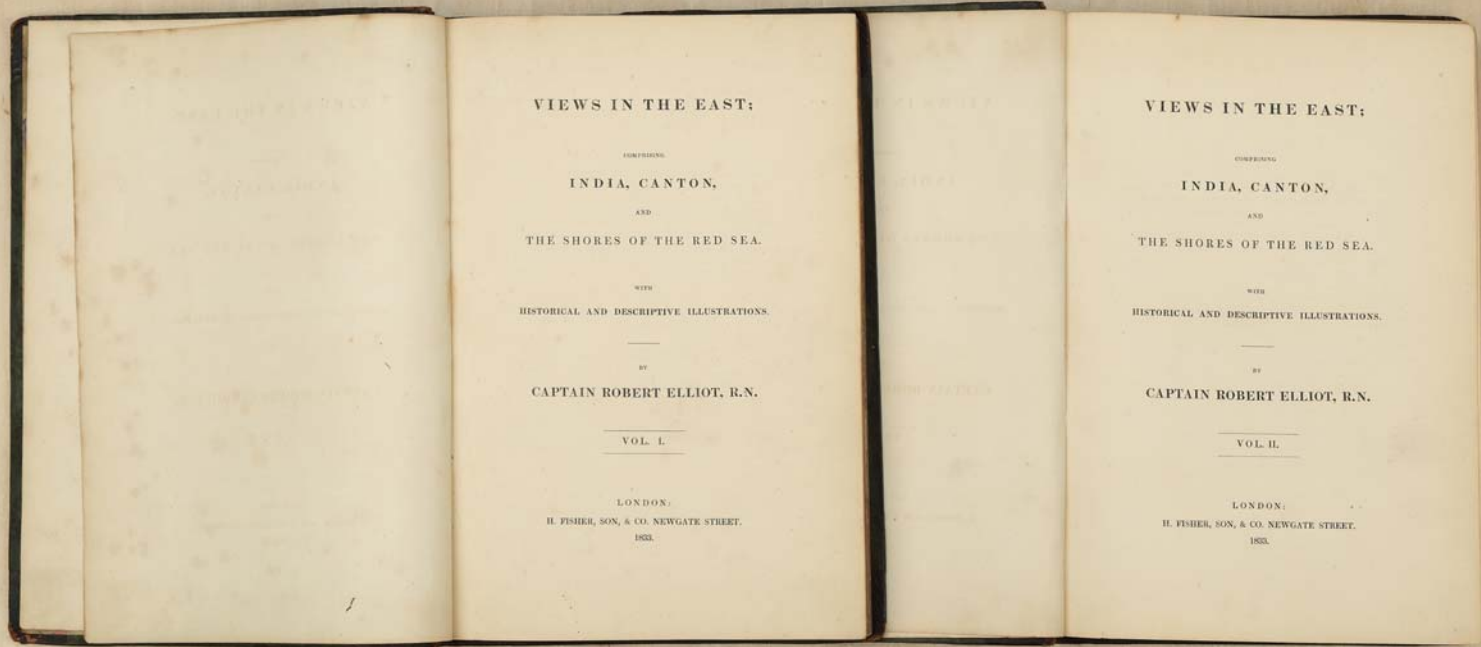 VIEWS IN THE EAST;
COMPRISING
INDIA, CANTON,
AND
THE SHORES OF THE RED SEA.
WITH
HISTORICAL AND DESCRIPTIVE ILLUSTRATIONS.
BY
CAPTAIN ROBERT ELLIOT, R.N.
VOL. I.
LONDON:
H. FISHER, SON, & CO. NEWGATE STREET.
1833.
VIEWS IN THE EAST;
COMPRISING
INDIA, CANTON,
AND
THE SHORES OF THE RED SEA.
WITH
HISTORICAL AND DESCRIPTIVE ILLUSTRATIONS.
BY
CAPTAIN ROBERT ELLIOT, R.N.
VOL. II.
LONDON:
H. FISHER, SON, & CO. NEWGATE STREET.
1833.